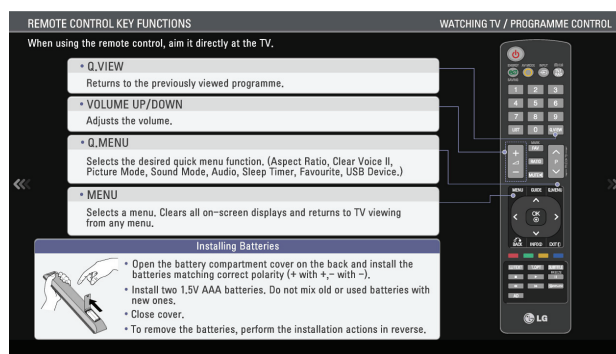 REMOTE CONTROL KEY FUNCTIONS
WATCHING TV / PROGRAMME CONTROL
When using the remote control, aim it directly at the TV.
• Q.VIEW
Returns to the previously viewed programme.
• VOLUME UP/DOWN
Adjusts the volume.
• Q.MENU
Selects the desired quick menu function. (Aspect Ratio, Clear Voice II,
Picture Mode, Sound Mode, Audio, Sleep Timer, Favourite, USB Device.)
• MENU
Selects a menu. Clears all on-screen displays and returns to TV viewing
from any menu.
Installing Batteries
• Open the battery compartment cover on the back and install the
batteries matching correct polarity (+ with +,- with -).
• Install two 1.5V AAA batteries. Do not mix old or used batteries with
new ones.
• Close cover.
• To remove the batteries, perform the installation actions in reverse.
1 2 3
4 5 6
7 8 9
LIST 0 Q.VIEW
+ FAV
RATIO P
- MUTE
MENU GUIDE Q.MENU
OK
BACK INFO EXIT
TEXT T.OPT SUBTITLE
AD
LG